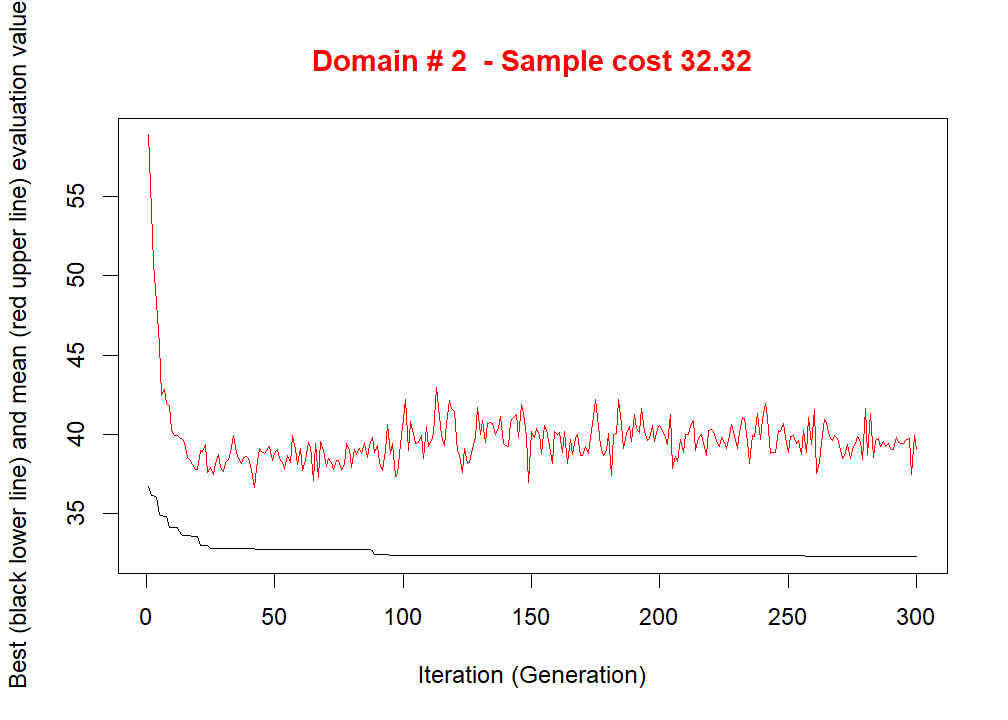 Domain # 2  - Sample cost 32.32
Best (black lower line) and mean (red upper line) evaluation value
55
50
45
40
35
0 50 100 150 200 250 300
Iteration (Generation)